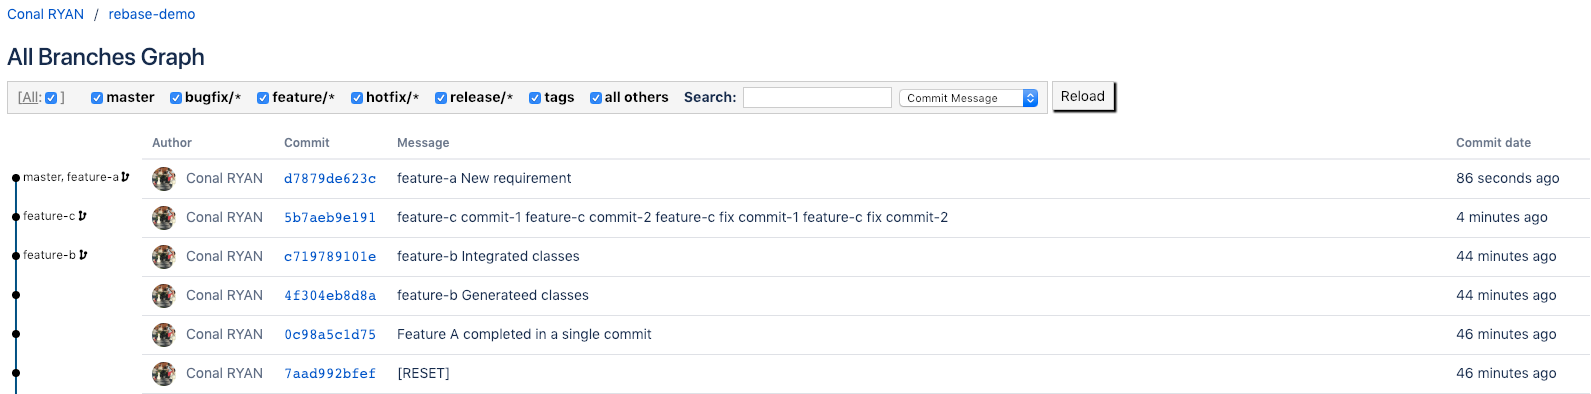 Conal RYAN / rebase-demo
All Branches Graph
[All: ] master bugfix/* feature/* hotfix/* release/* tags all others Search: Commit Message Reload
Author Commit Message Commit date
master, feature-a Conal RYAN d7879de623c feature-a New requirement 86 seconds ago
feature-c Conal RYAN 5b7aeb9e191 feature-c commit-1 feature-c commit-2 feature-c fix commit-1 feature-c fix commit-2 4 minutes ago
feature-b Conal RYAN c719789101e feature-b Integrated classes 44 minutes ago
Conal RYAN 4f304eb8d8a feature-b Generateed classes 44 minutes ago
Conal RYAN 0c98a5c1d75 Feature A completed in a single commit 46 minutes ago
Conal RYAN 7aad992bfef [RESET] 46 minutes ago